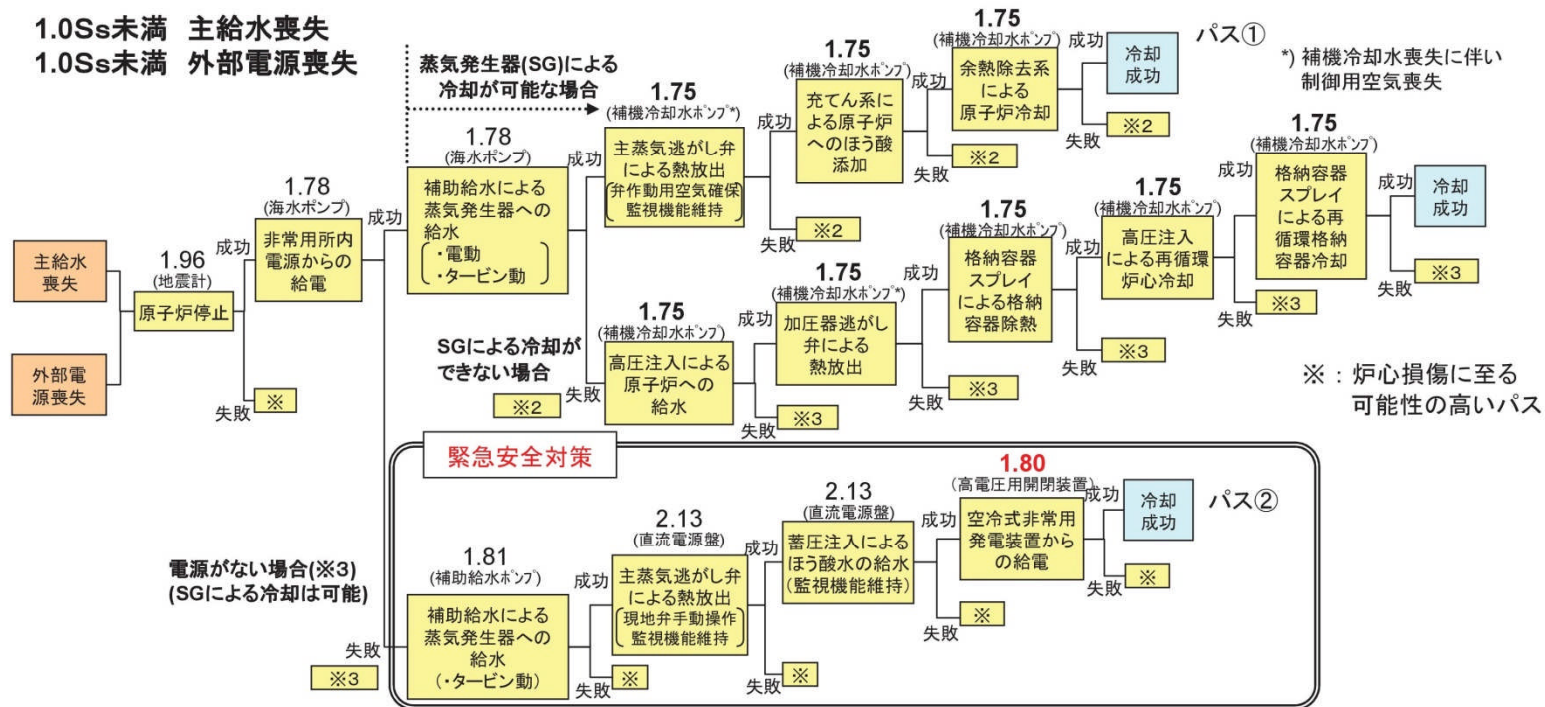 1.0Ss未満 主給水喪失
1.0Ss未満 外部電源喪失
蒸気発生器(SG)による
冷却が可能な場合
主給水
喪失
外部電
源喪失
1.96
(地震計)
原子炉停止
成功
失敗
※
1.78
(海水ポンプ)
非常用所内
電源からの
給電
成功
1.78
(海水ポンプ)
補助給水による
蒸気発生器への
給水
・電動
・タービン動
成功
1.75
(補機冷却水ポンプ*)
主蒸気逃がし弁
による熱放出
弁作動用空気確保
監視機能維持
成功
失敗
※2
1.75
(補機冷却水ポンプ)
充てん系に
よる原子炉
へのほう酸
添加
成功
失敗
※2
1.75
(補機冷却水ポンプ)
余熱除去系
による
原子炉冷却
成功
失敗
※2
冷却
成功
パス①
*) 補機冷却水喪失に伴い
制御用空気喪失
SGによる冷却が
できない場合
失敗
※2
1.75
(補機冷却水ポンプ)
高圧注入による
原子炉への
給水
成功
失敗
※3
1.75
(補機冷却水ポンプ*)
加圧器逃がし
弁による
熱放出
成功
失敗
※3
1.75
(補機冷却水ポンプ)
格納容器
スプレイ
による格納
容器除熱
成功
失敗
※3
1.75
(補機冷却水ポンプ)
高圧注入
による再循環
炉心冷却
成功
失敗
※3
1.75
(補機冷却水ポンプ)
格納容器
スプレイ
による再
循環格納
容器冷却
成功
失敗
※3
冷却
成功
※：炉心損傷に至る
可能性の高いパス
緊急安全対策
電源がない場合(※3)
(SGによる冷却は可能)
失敗
※3
1.81
(補助給水ポンプ)
補助給水による
蒸気発生器への
給水
(・タービン動)
成功
失敗
※
2.13
(直流電源盤)
主蒸気逃がし弁
による熱放出
現地弁手動操作
監視機能維持
成功
失敗
※
2.13
(直流電源盤)
蓄圧注入による
ほう酸水の給水
(監視機能維持)
成功
失敗
※
1.80
(高電圧用開閉装置)
空冷式非常用
発電装置から
の給電
成功
失敗
※
冷却
成功
パス②